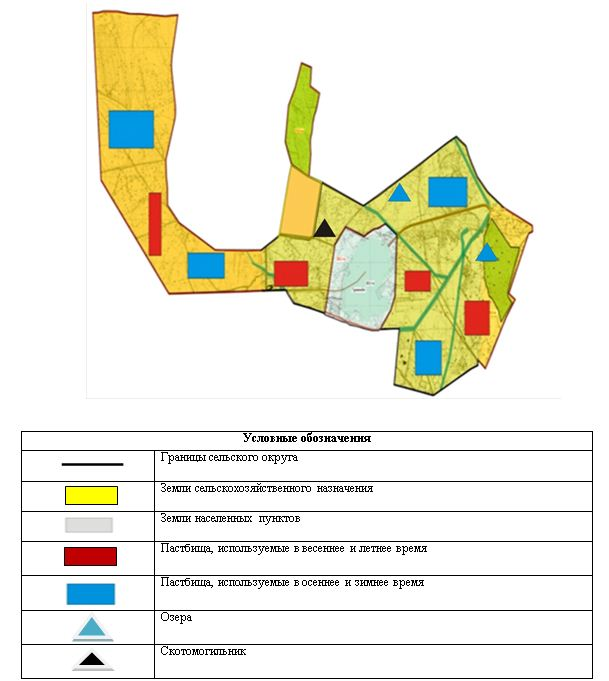 Условные обозначения
Границы сельского округа
Земли сельскохозяйственного назначения
Земли населенных пунктов
Пастбища, используемые в весеннее и летнее время
Пастбища, используемые в осеннее и зимнее время
Озера
Скотомогильник